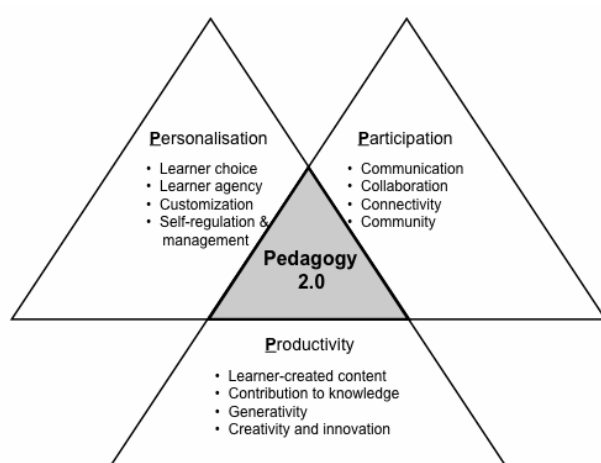 Personalisation
• Learner choice
• Learner agency
• Customization
• Self-regulation &
management
Participation
• Communication
• Collaboration
• Connectivity
• Community
Pedagogy
2.0
Productivity
• Learner-created content
• Contribution to knowledge
• Generativity
• Creativity and innovation